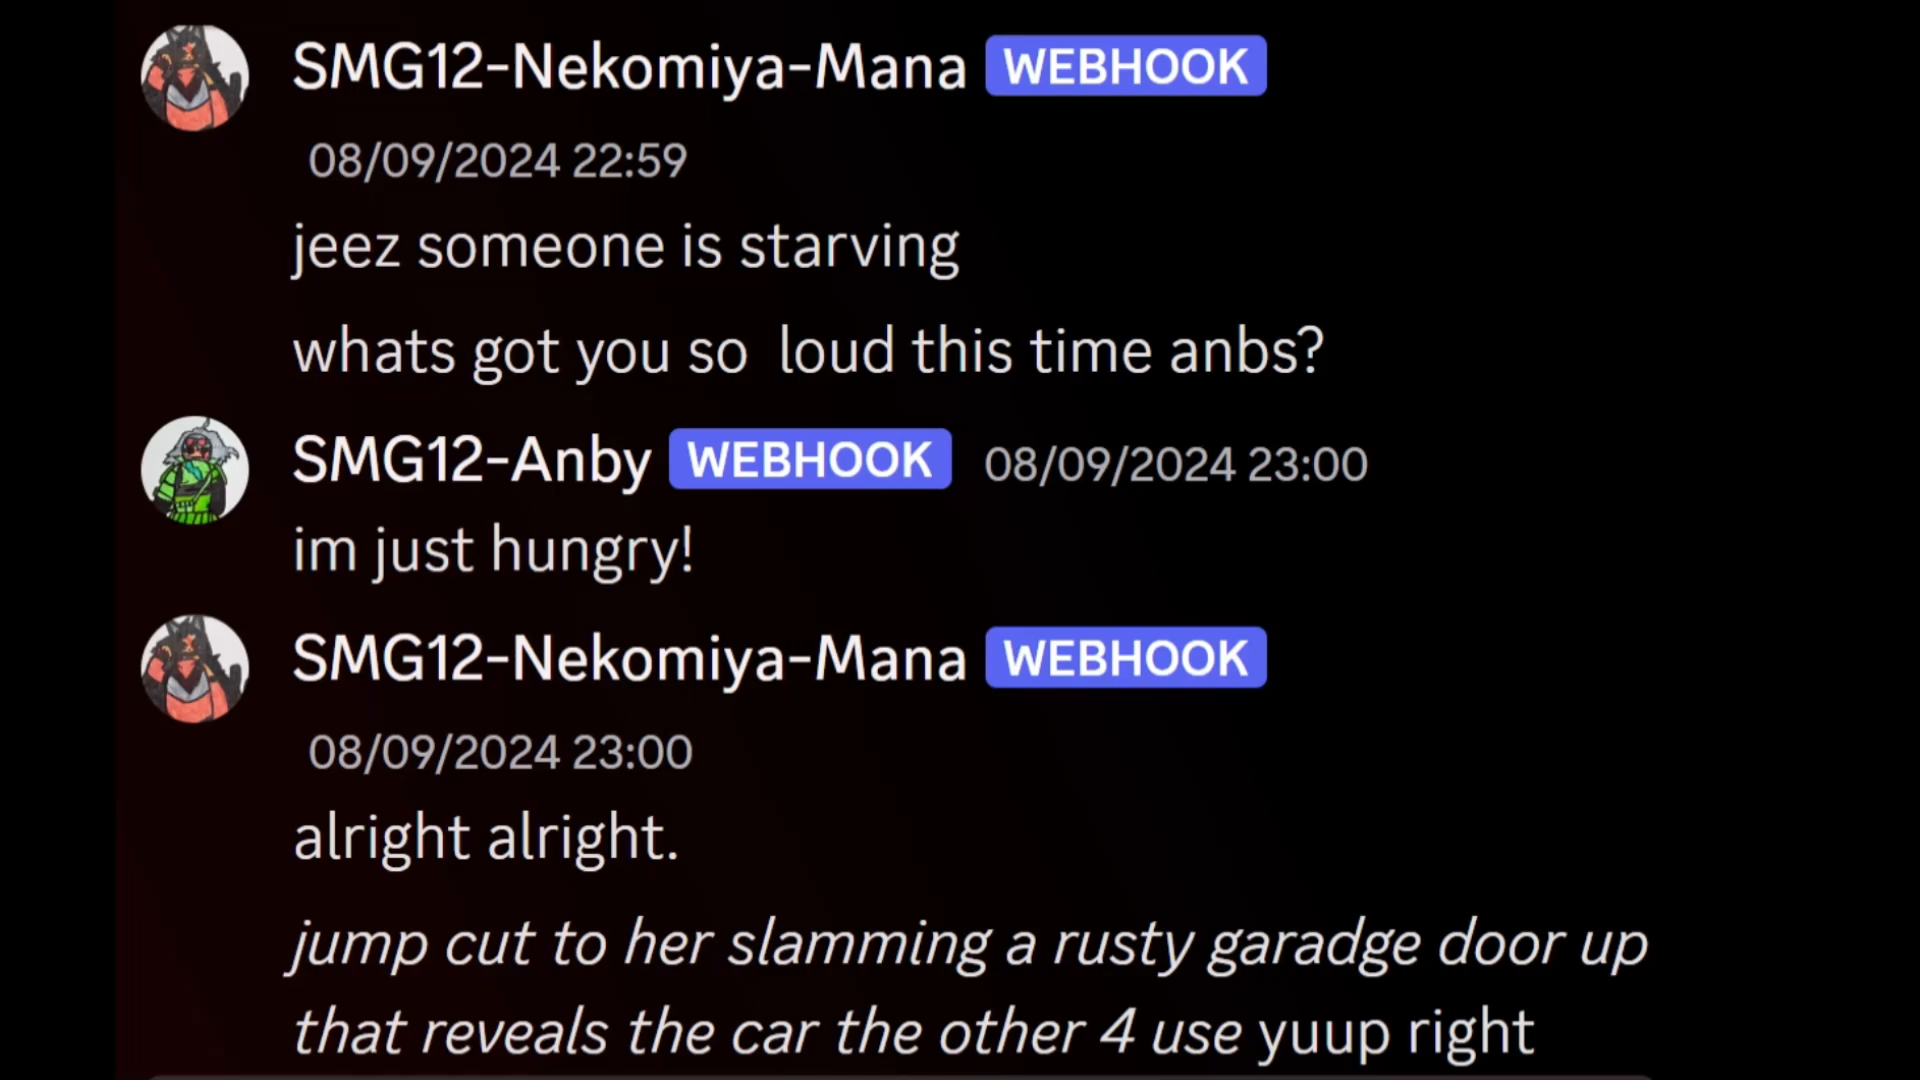 SMG12-Nekomiya-Mana WEBHOOK
08/09/2024 22:59
jeez someone is starving
whats got you so  loud this time anbs?
SMG12-Anby WEBHOOK 08/09/2024 23:00
im just hungry!
SMG12-Nekomiya-Mana WEBHOOK
08/09/2024 23:00
alright alright.
jump cut to her slamming a rusty garadge door up
that reveals the car the other 4 use yuup right